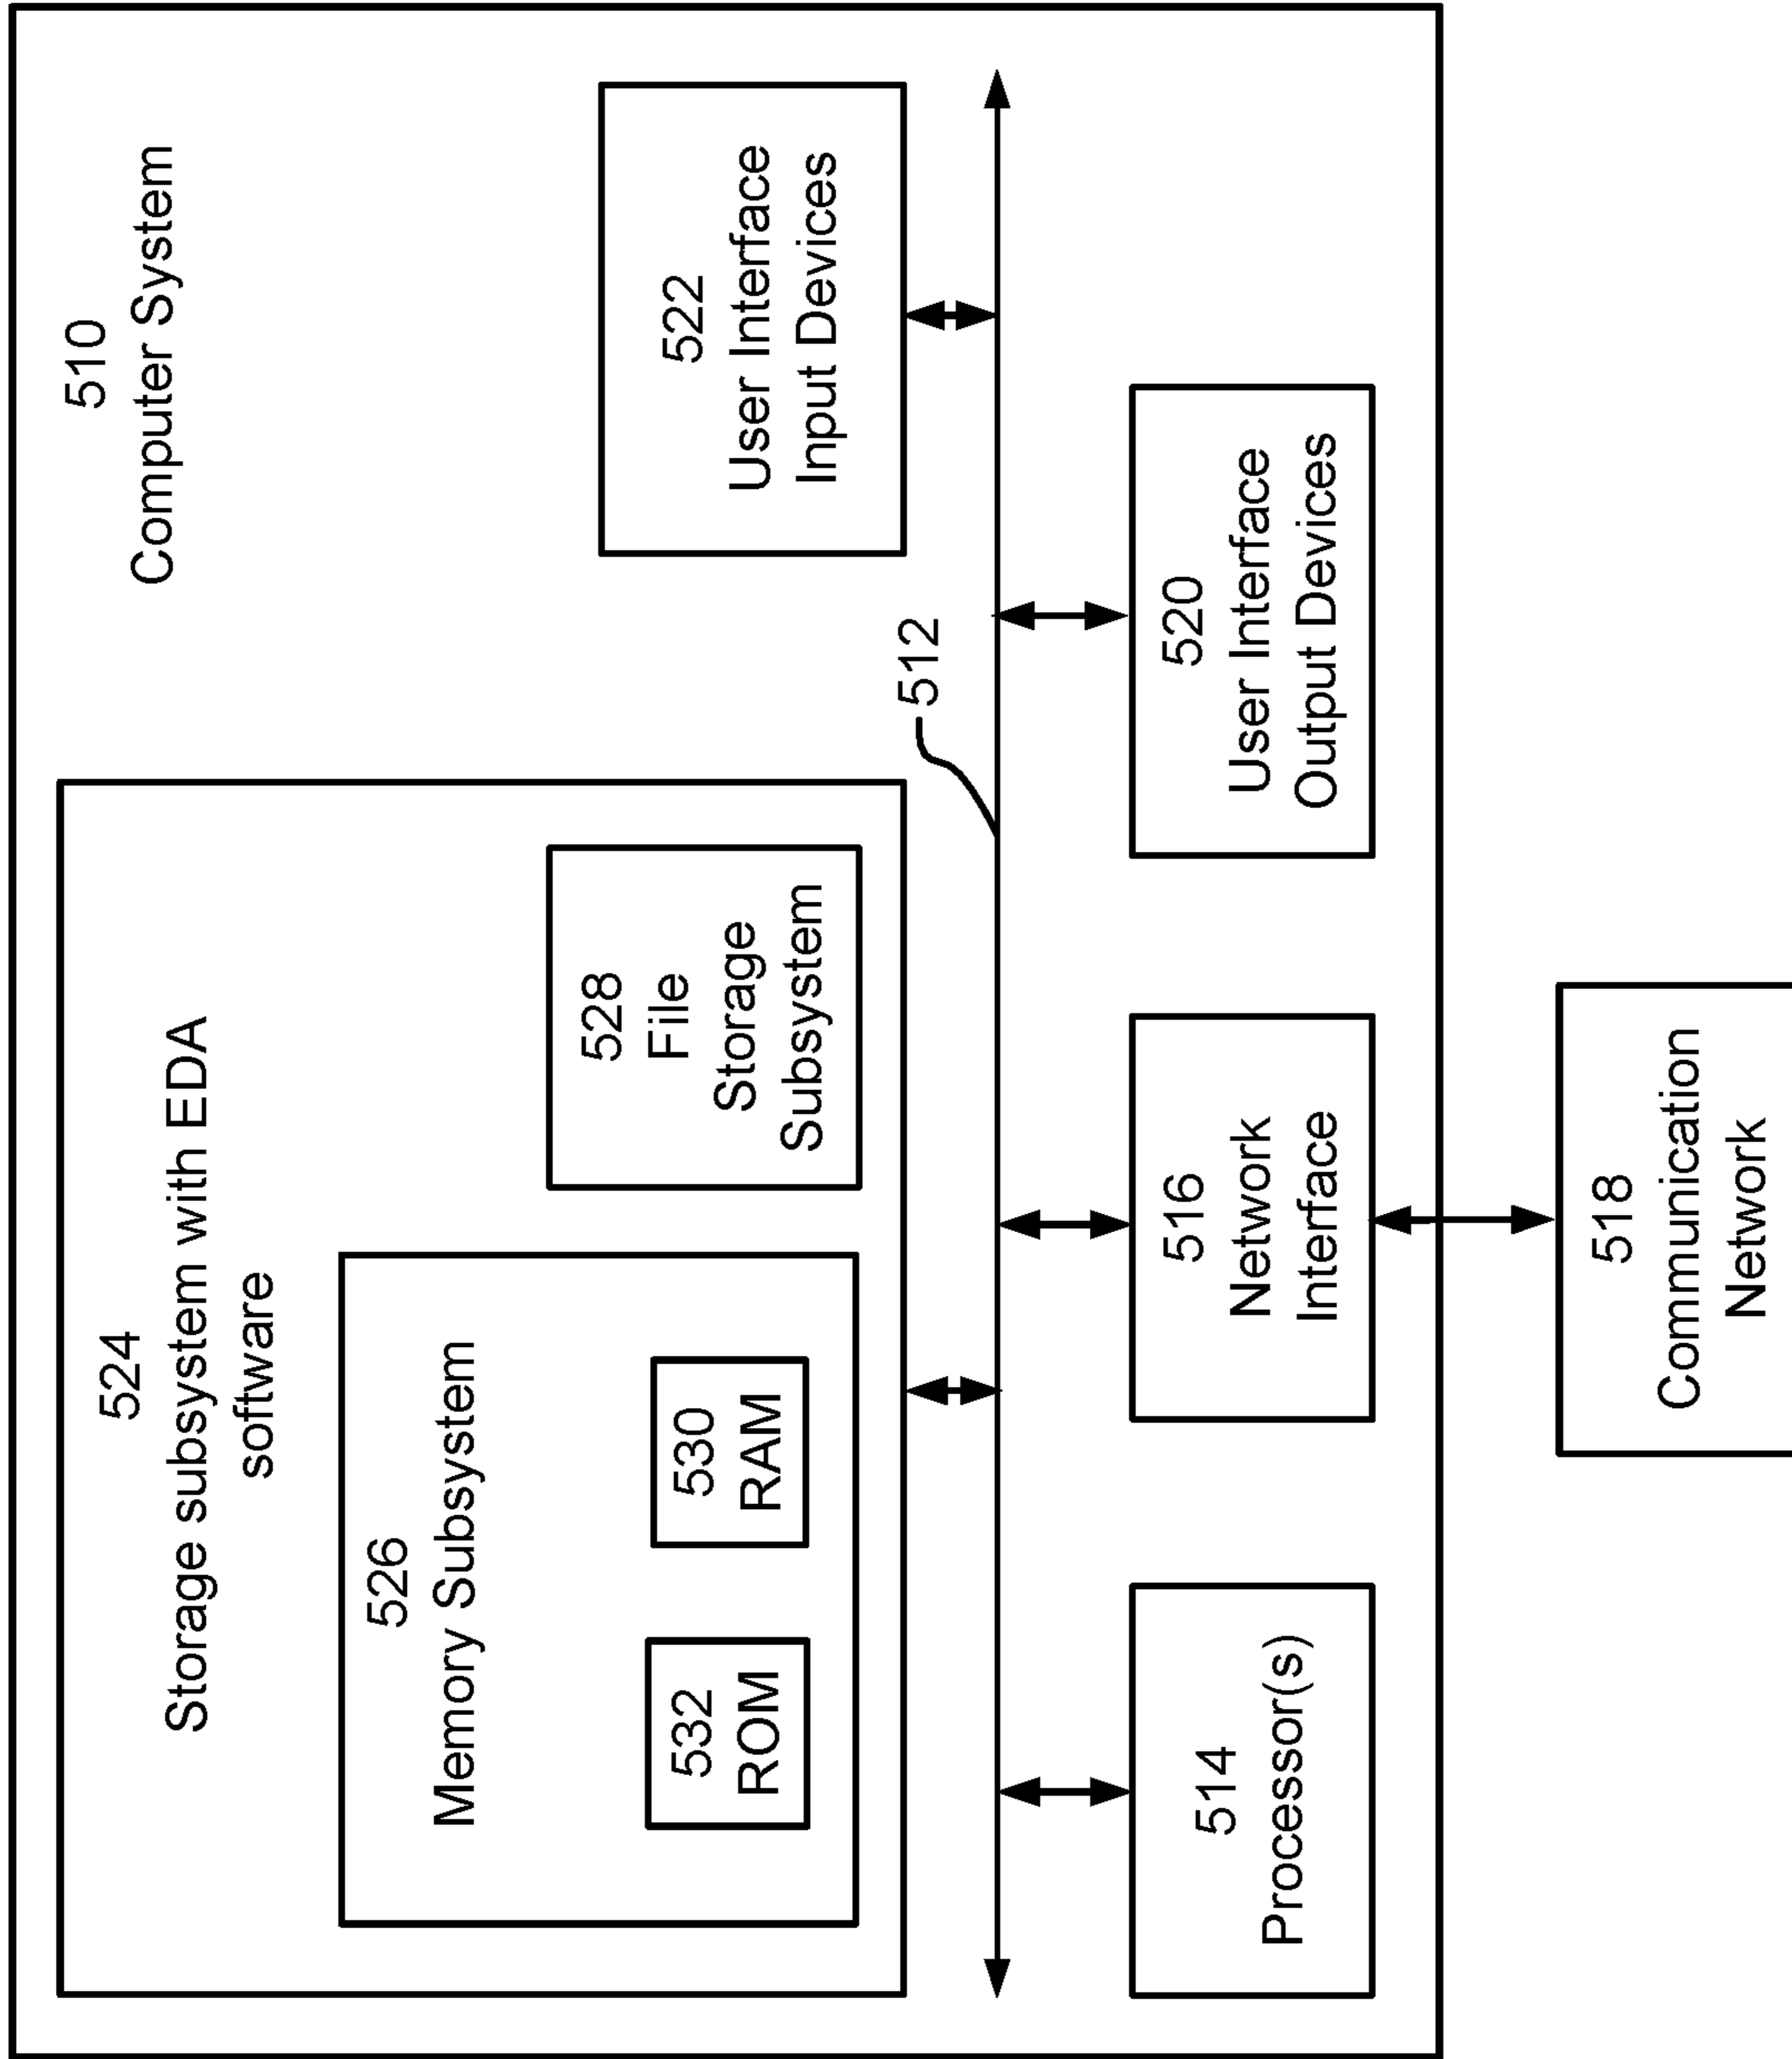 510
Computer System
524
Storage subsystem with EDA
software
526
Memory Subsystem
532
ROM
530
RAM
528
File
Storage
Subsystem
522
User Interface
Input Devices
512
514
Processor(s)
516
Network
Interface
520
User Interface
Output Devices
518
Communication
Network